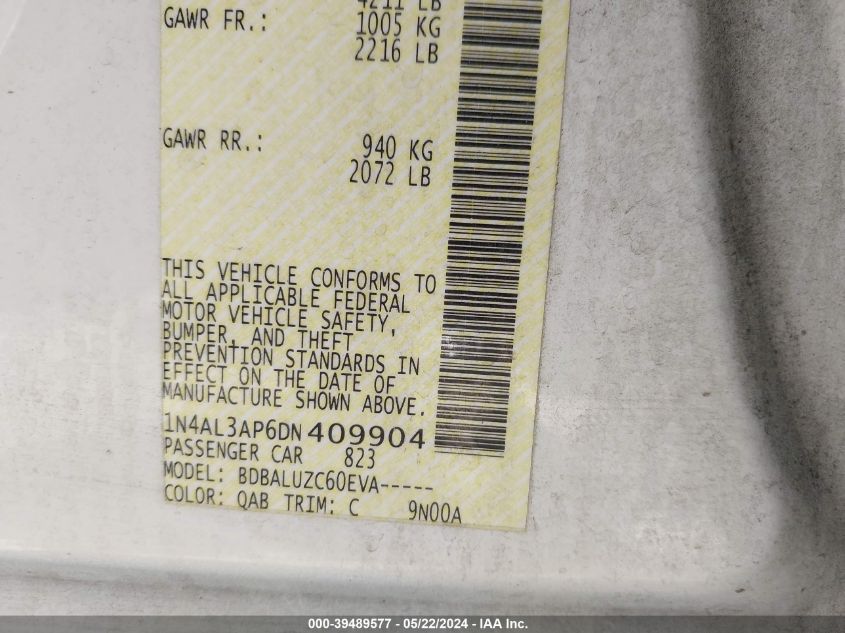 4211 LB
GAWR FR.: 1005 KG
2216 LB
GAWR RR.: 940 KG
2072 LB
THIS VEHICLE CONFORMS TO
ALL APPLICABLE FEDERAL
MOTOR VEHICLE SAFETY,
BUMPER, AND THEFT
PREVENTION STANDARDS IN
EFFECT ON THE DATE OF
MANUFACTURE SHOWN ABOVE.
1N4AL3AP6DN409904
PASSENGER CAR 823
MODEL: BDBALUZC60EVA-----
COLOR: QAB TRIM: C 9N00A
000-39489577 - 05/22/2024 - IAA Inc.